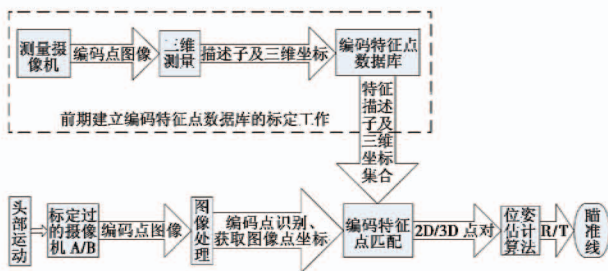 测量摄像机
编码点图像
三维测量
描述子及三维坐标
编码特征点数据库
前期建立编码特征点数据库的标定工作
特征描述子及三维坐标集合
头部运动
标定过的摄像机 A/B
编码点图像
图像处理
编码点识别、
获取图像点坐标
编码特征点匹配
2D/3D 点对
位姿估计算法
R/T
瞄准线